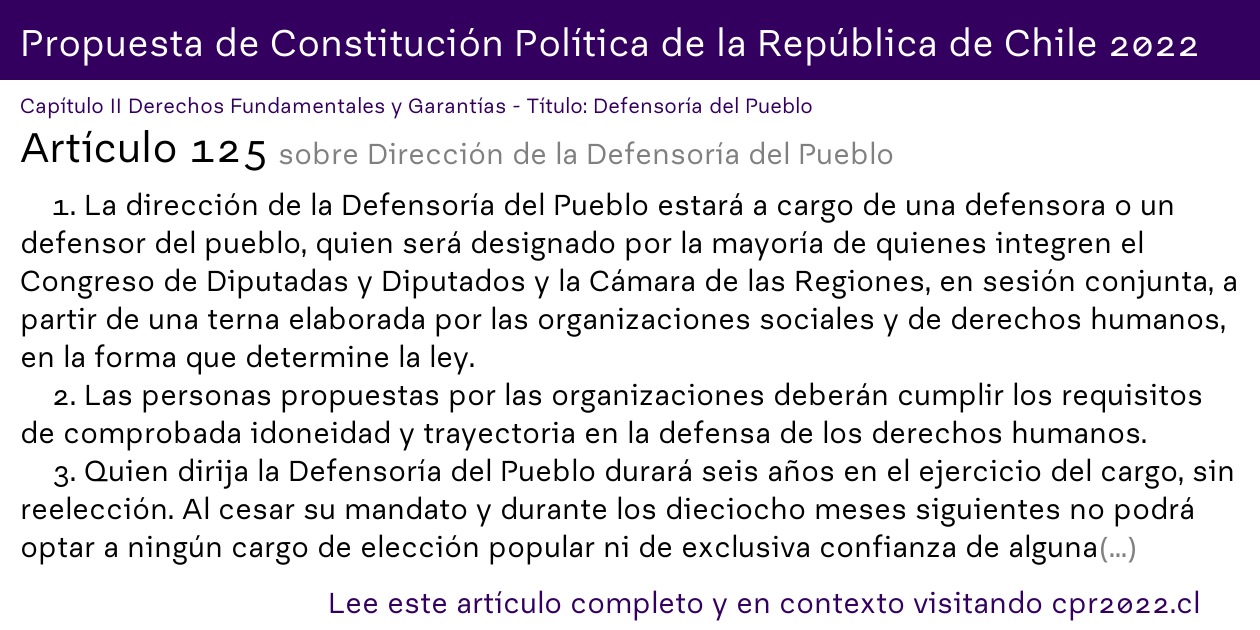 Propuesta de Constitución Política de la República de Chile 2022
Capítulo II Derechos Fundamentales y Garantías - Título: Defensoría del Pueblo
Artículo 125 sobre Dirección de la Defensoría del Pueblo
1. La dirección de la Defensoría del Pueblo estará a cargo de una defensora o un
defensor del pueblo, quien será designado por la mayoría de quienes integren el
Congreso de Diputadas y Diputados y la Cámara de las Regiones, en sesión conjunta, a
partir de una terna elaborada por las organizaciones sociales y de derechos humanos,
en la forma que determine la ley.
2. Las personas propuestas por las organizaciones deberán cumplir los requisitos
de comprobada idoneidad y trayectoria en la defensa de los derechos humanos.
3. Quien dirija la Defensoría del Pueblo durará seis años en el ejercicio del cargo, sin
reelección. Al cesar su mandato y durante los dieciocho meses siguientes no podrá
optar a ningún cargo de elección popular ni de exclusiva confianza de alguna(...)
Lee este artículo completo y en contexto visitando cpr2022.cl